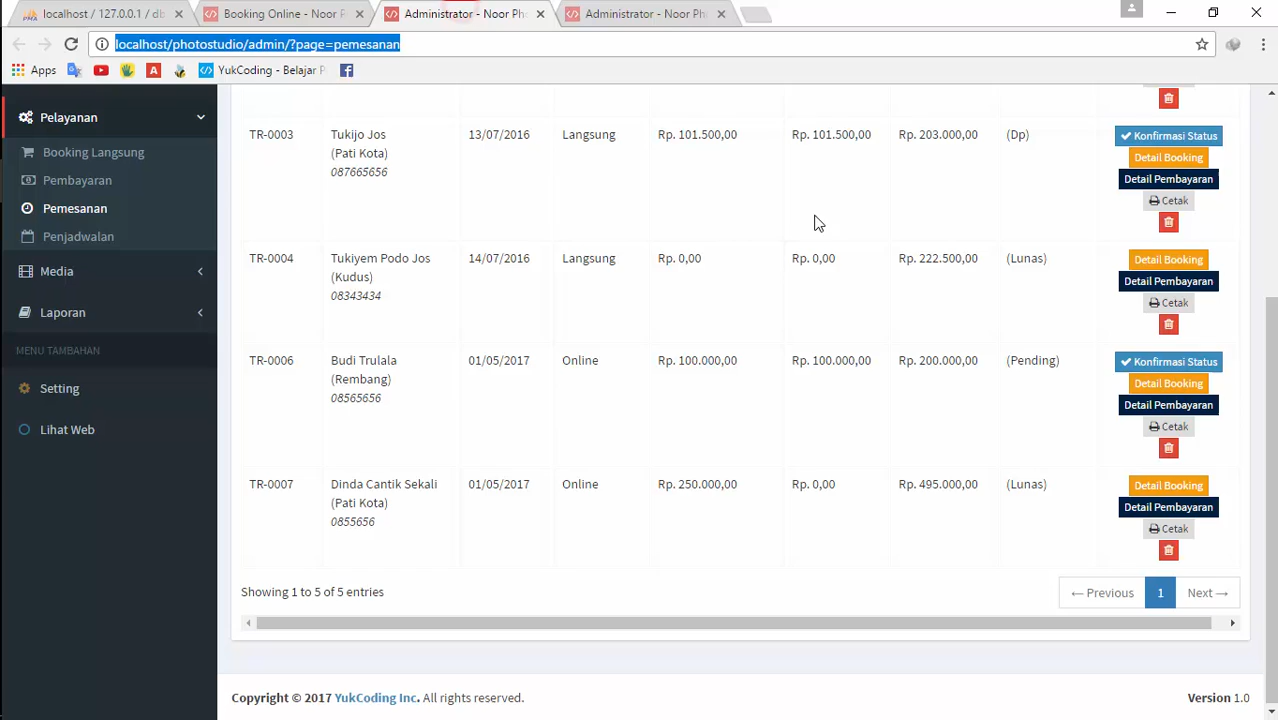 localhost / 127.0.0.1 / db
Booking Online - Noor P
Administrator - Noor Pho
Administrator - Noor Ph
localhost/photostudio/admin/?page=pemesanan
Apps
YukCoding - Belajar P
Pelayanan
Booking Langsung
Pembayaran
Pemesanan
Penjadwalan
Media
Laporan
MENU TAMBAHAN
Setting
Lihat Web
TR-0003 Tukijo Jos 13/07/2016 Langsung Rp. 101.500,00 Rp. 101.500,00 Rp. 203.000,00 (Dp) Konfirmasi Status
(Pati Kota) Detail Booking
087665656 Detail Pembayaran
Cetak
TR-0004 Tukiyem Podo Jos 14/07/2016 Langsung Rp. 0,00 Rp. 0,00 Rp. 222.500,00 (Lunas) Detail Booking
(Kudus) Detail Pembayaran
08343434 Cetak
TR-0006 Budi Trulala 01/05/2017 Online Rp. 100.000,00 Rp. 100.000,00 Rp. 200.000,00 (Pending) Konfirmasi Status
(Rembang) Detail Booking
08565656 Detail Pembayaran
Cetak
TR-0007 Dinda Cantik Sekali 01/05/2017 Online Rp. 250.000,00 Rp. 0,00 Rp. 495.000,00 (Lunas) Detail Booking
(Pati Kota) Detail Pembayaran
0855656 Cetak
Showing 1 to 5 of 5 entries
← Previous 1 Next →
Copyright © 2017 YukCoding Inc. All rights reserved. Version 1.0